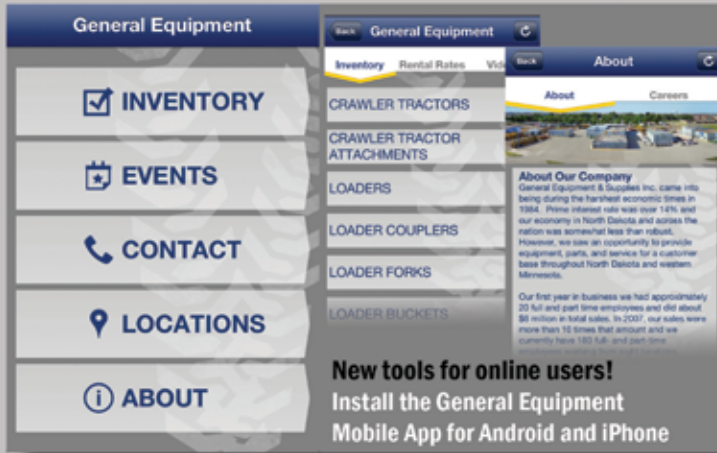 General Equipment
INVENTORY
EVENTS
CONTACT
LOCATIONS
ABOUT
Back General Equipment
Inventory Rental Rates Vid
CRAWLER TRACTORS
CRAWLER TRACTOR
ATTACHMENTS
LOADERS
LOADER COUPLERS
LOADER FORKS
LOADER BUCKETS
Back About
About Careers
About Our Company
General Equipment & Supplies Inc. came into
being during the harshest economic times in
1984. Prime interest rate was over 14% and
our economy in North Dakota and across the
nation was somewhat less than robust.
However, we saw an opportunity to provide
equipment, parts, and service for a customer
base throughout North Dakota and western
Minnesota.
Our first year in business we had approximately
20 full and part time employees and did about
$6 million in total sales. In 2007, our sales were
more than 16 times that amount and we
currently have 180 full- and part-time
New tools for online users!
Install the General Equipment
Mobile App for Android and iPhone